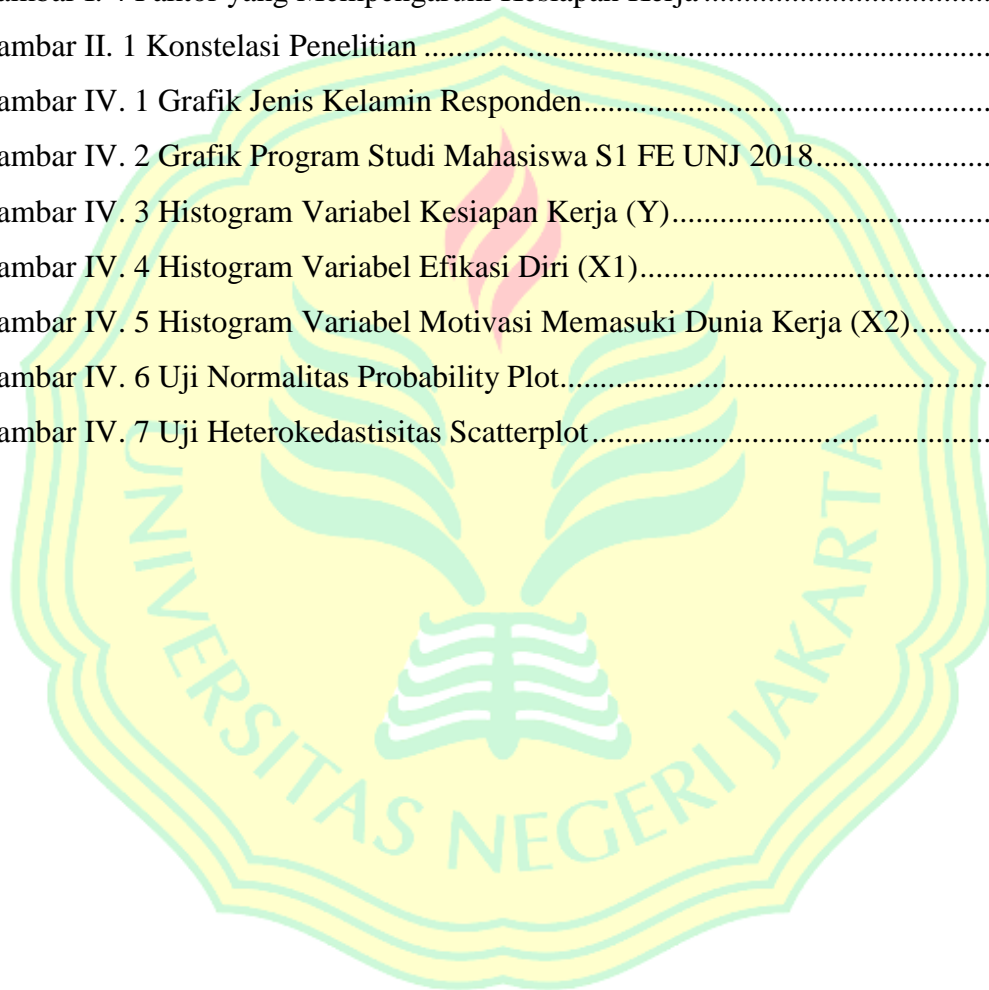 ambar I. 4 Faktor yang Mempengaruhi Kesiapan Kerja.......................................
ambar II. 1 Konstelasi Penelitian ...........................................................................
ambar IV. 1 Grafik Jenis Kelamin Responden......................................................
ambar IV. 2 Grafik Program Studi Mahasiswa S1 FE UNJ 2018.......................
ambar IV. 3 Histogram Variabel Kesiapan Kerja (Y)..........................................
ambar IV. 4 Histogram Variabel Efikasi Diri (X1)..............................................
ambar IV. 5 Histogram Variabel Motivasi Memasuki Dunia Kerja (X2)..........
ambar IV. 6 Uji Normalitas Probability Plot.........................................................
ambar IV. 7 Uji Heterokedastisitas Scatterplot.....................................................
UNIVERSITAS NEGERI JAKARTA